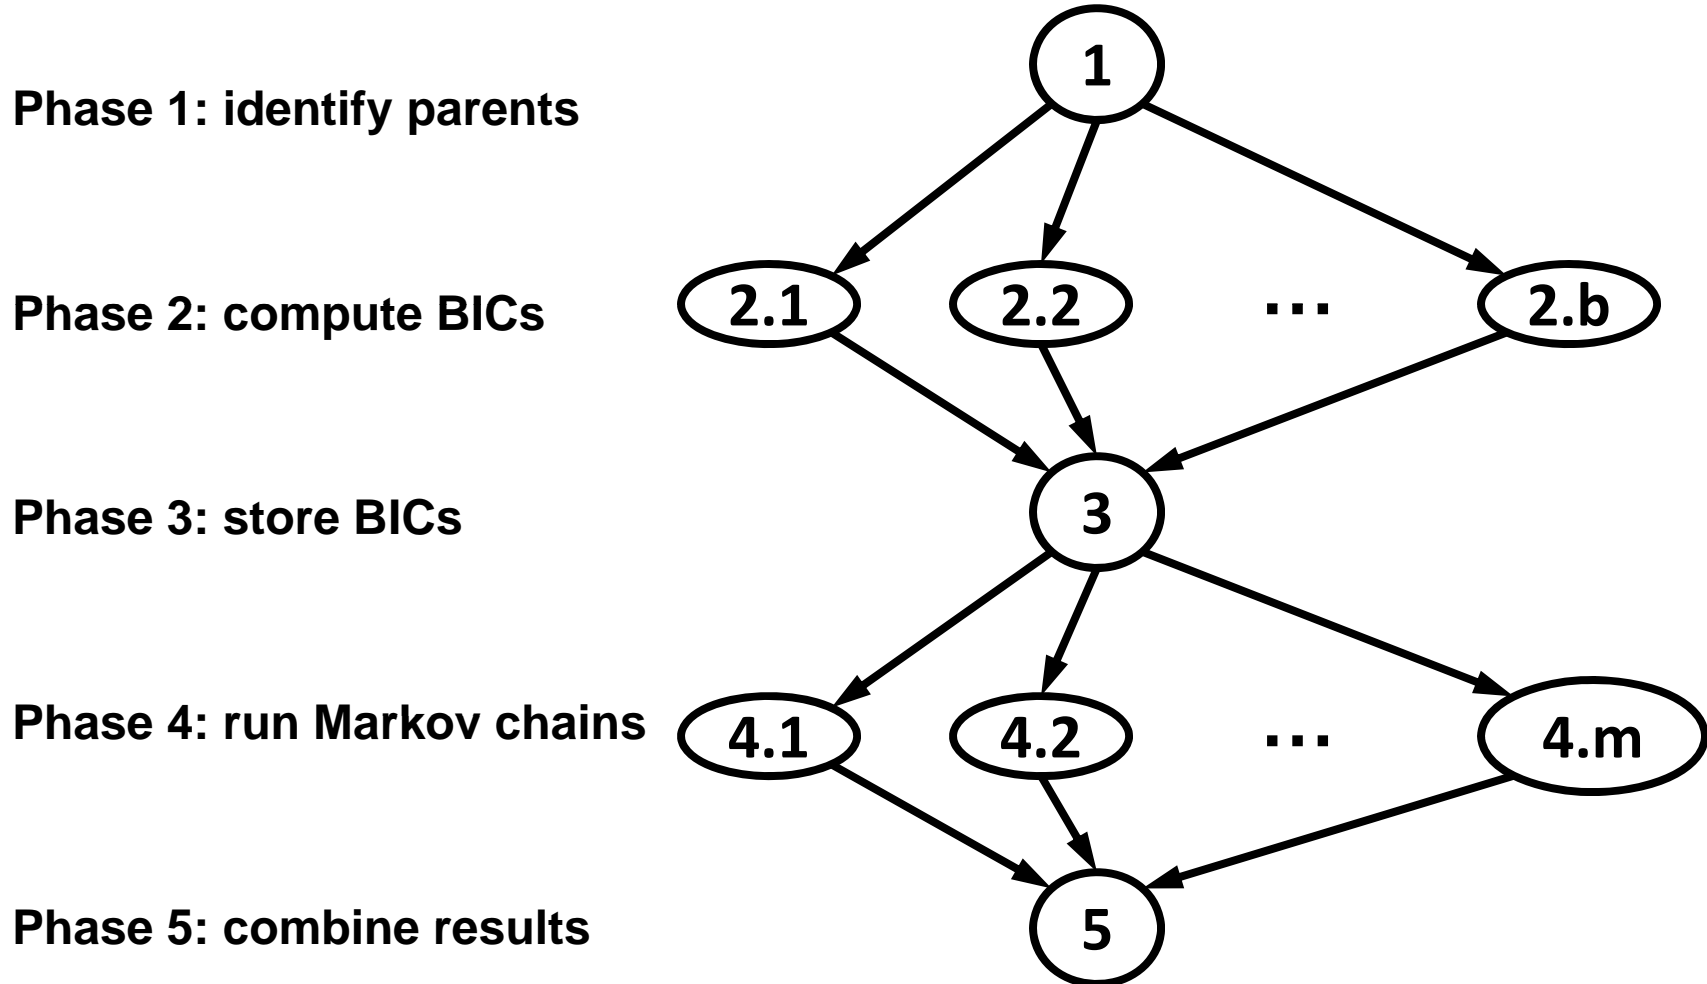 1
Phase 1: identify parents
2.1 2.2 ... 2.b
Phase 2: compute BICs
3
Phase 3: store BICs
4.1 4.2 ... 4.m
Phase 4: run Markov chains
5
Phase 5: combine results